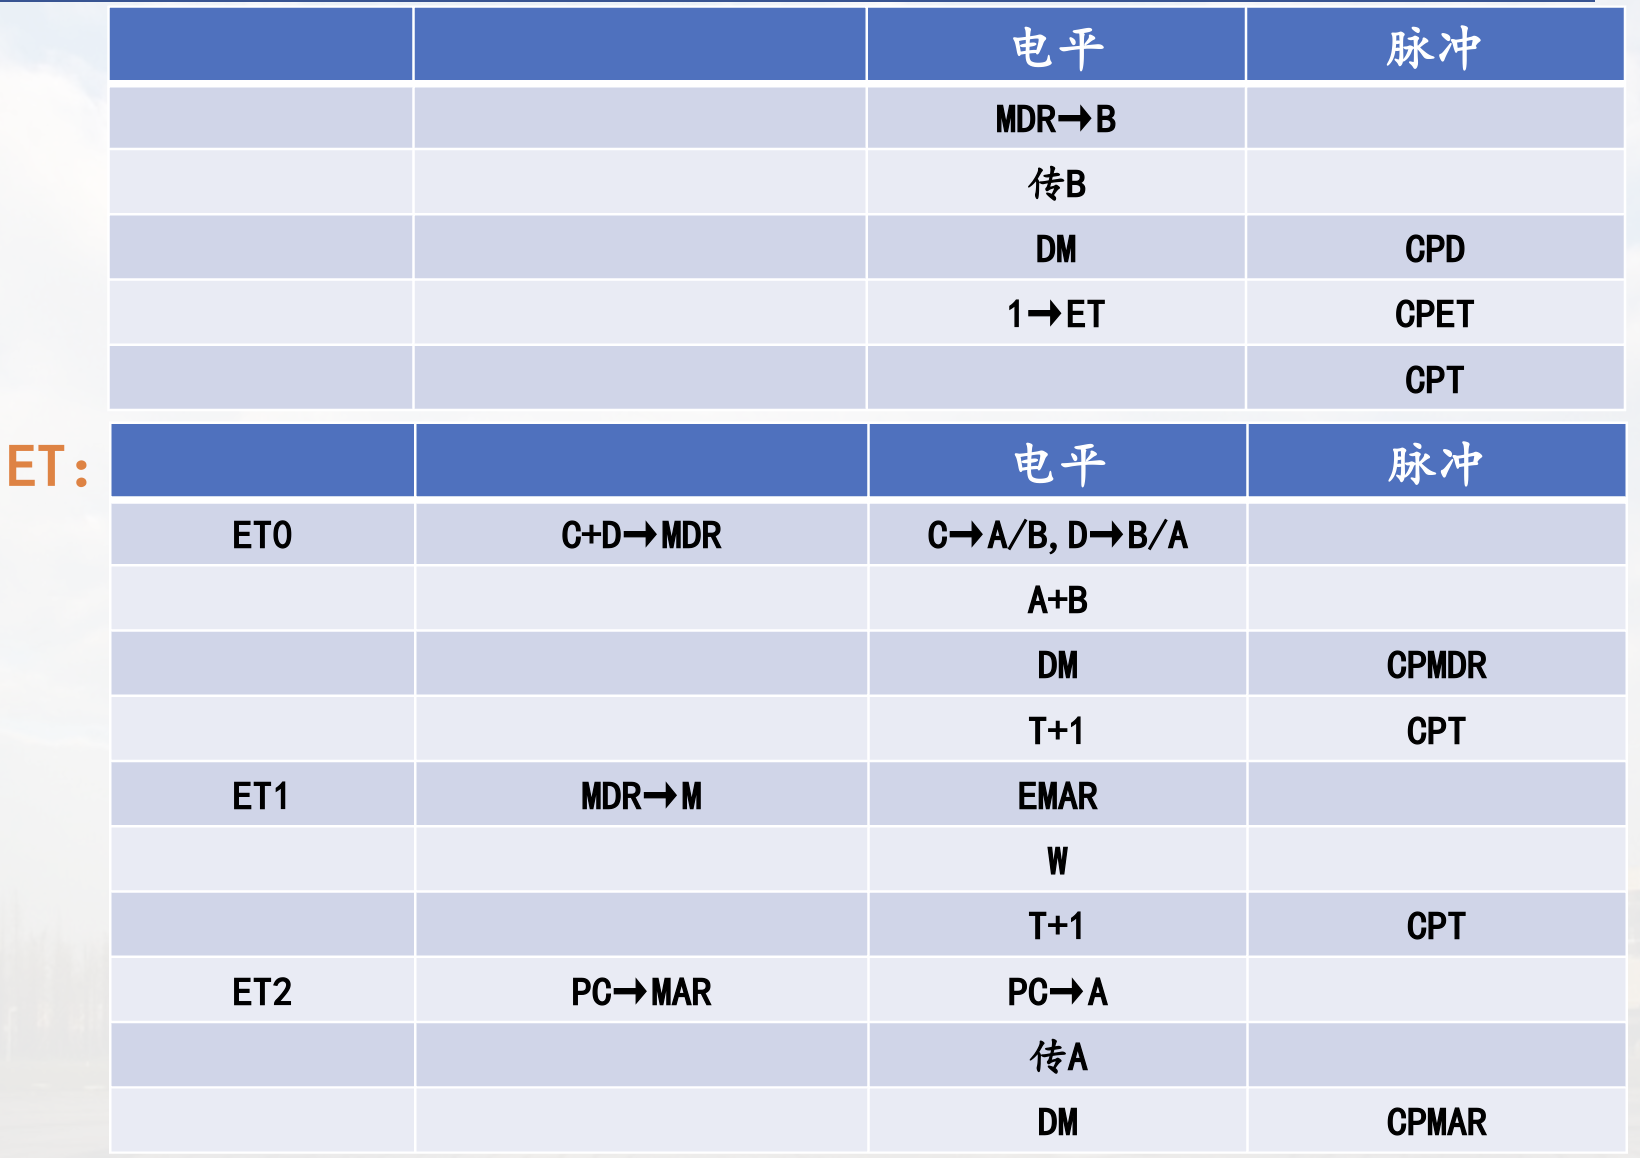 电平 脉冲
MDR→B
传B
DM CPD
1→ET CPET
CPT
ET:
电平 脉冲
ET0 C+D→MDR C→A/B,D→B/A
A+B
DM CPMDR
T+1 CPT
ET1 MDR→M EMAR
W
T+1 CPT
ET2 PC→MAR PC→A
传A
DM CPMAR